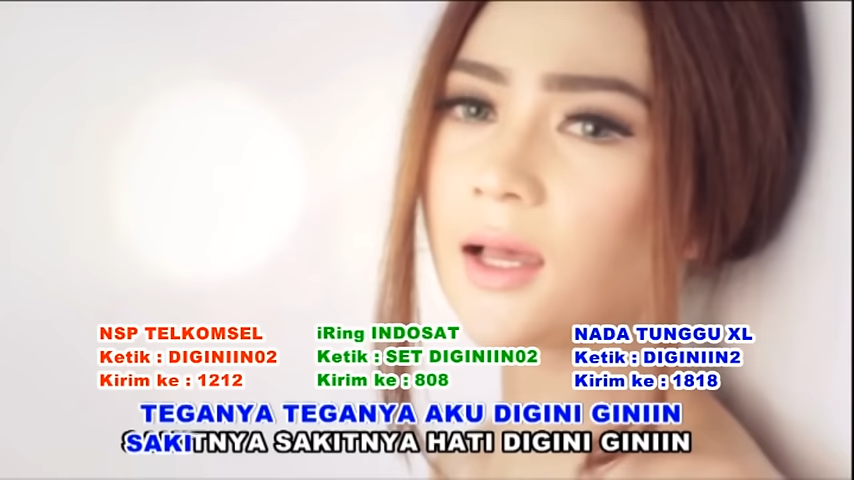 NSP TELKOMSEL
Ketik : DIGINIIN02
Kirim ke : 1212
iRing INDOSAT
Ketik : SET DIGINIIN02
Kirim ke : 808
NADA TUNGGU XL
Ketik : DIGINIIN2
Kirim ke : 1818
TEGANYA TEGANYA AKU DIGINI GINIIN
SAKITNYA SAKITNYA HATI DIGINI GINIIN